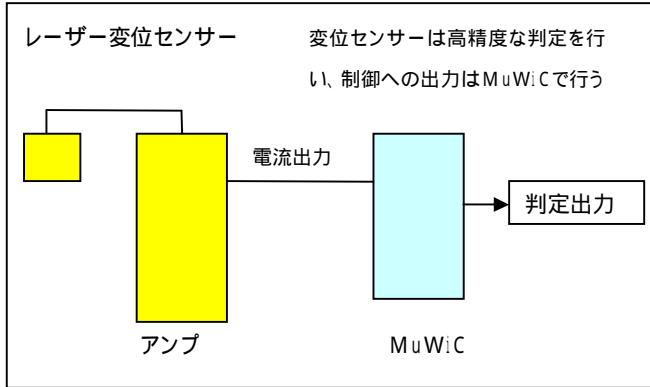 レーザー変位センサー
変位センサーは高精度な判定を行
い、制御への出力はMuWiCで行う
電流出力
判定出力
アンプ
MuWiC